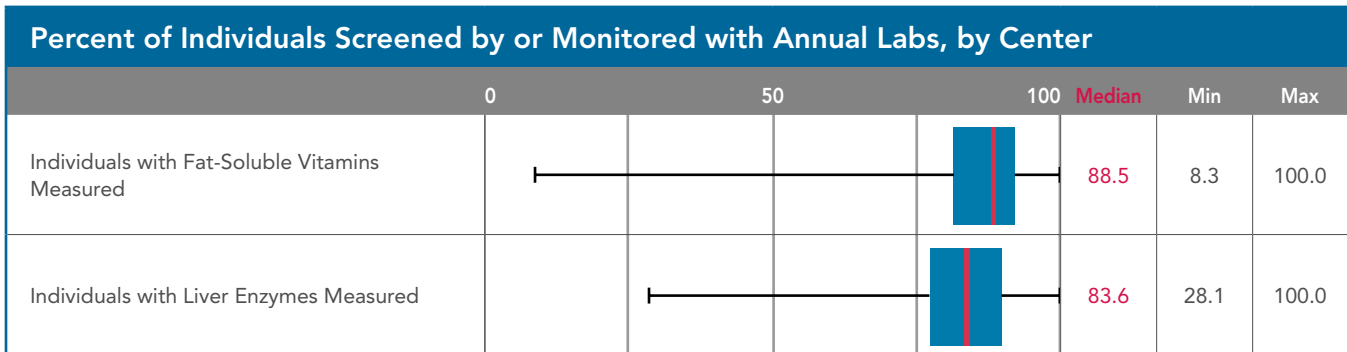 Percent of Individuals Screened by or Monitored with Annual Labs, by Center
0 50 100 Median Min Max
Individuals with Fat-Soluble Vitamins
Measured
88.5 8.3 100.0
Individuals with Liver Enzymes Measured 83.6 28.1 100.0